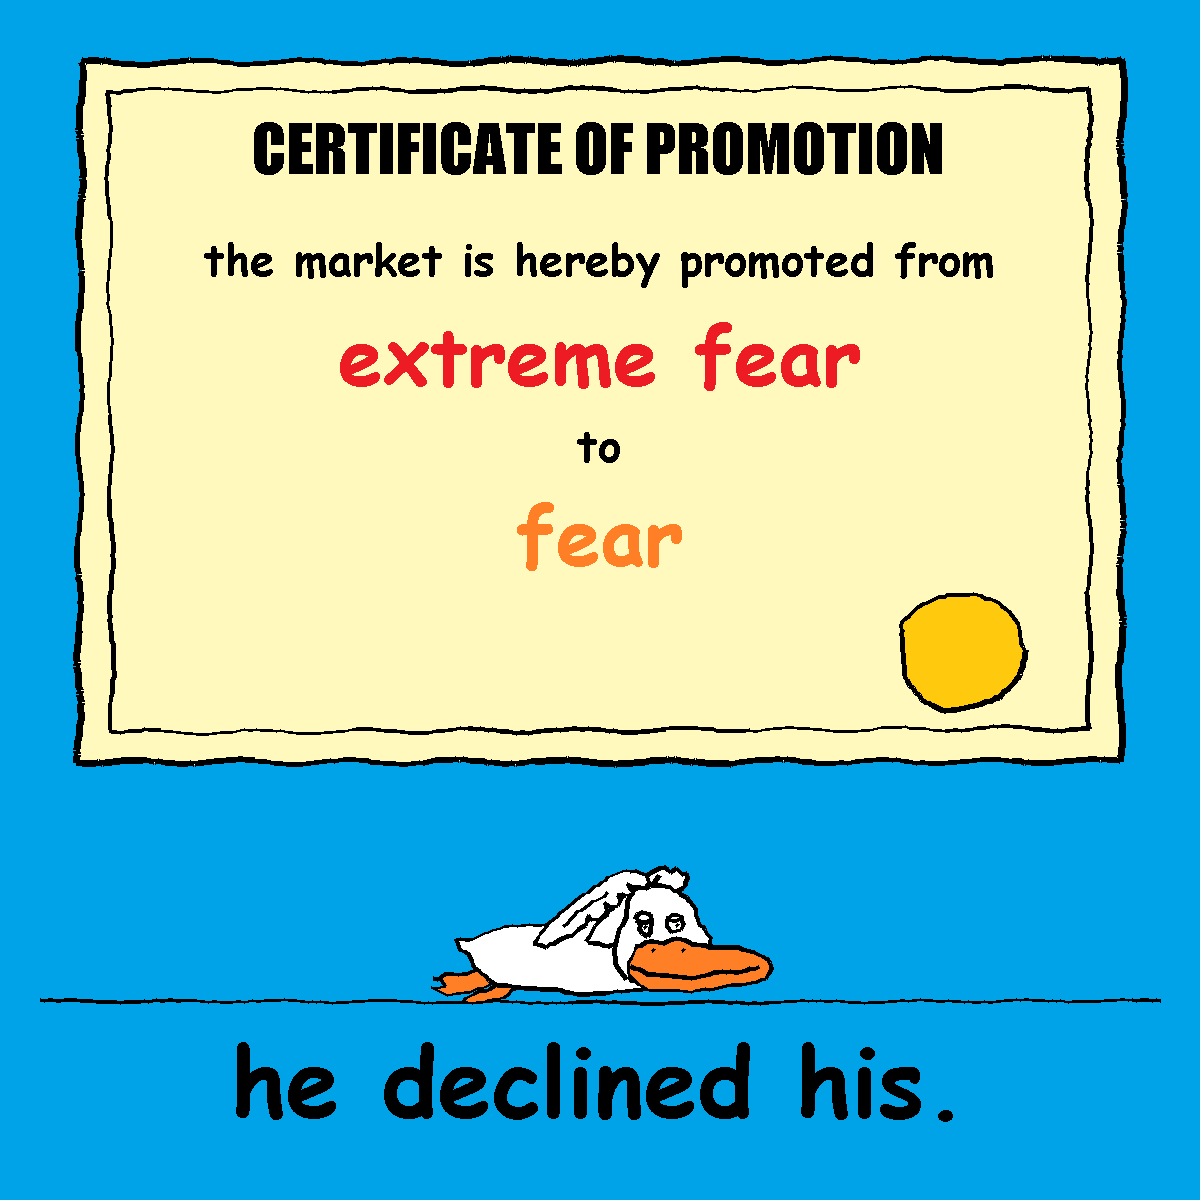 CERTIFICATE OF PROMOTION
the market is hereby promoted from
extreme fear
to
fear
he declined his.